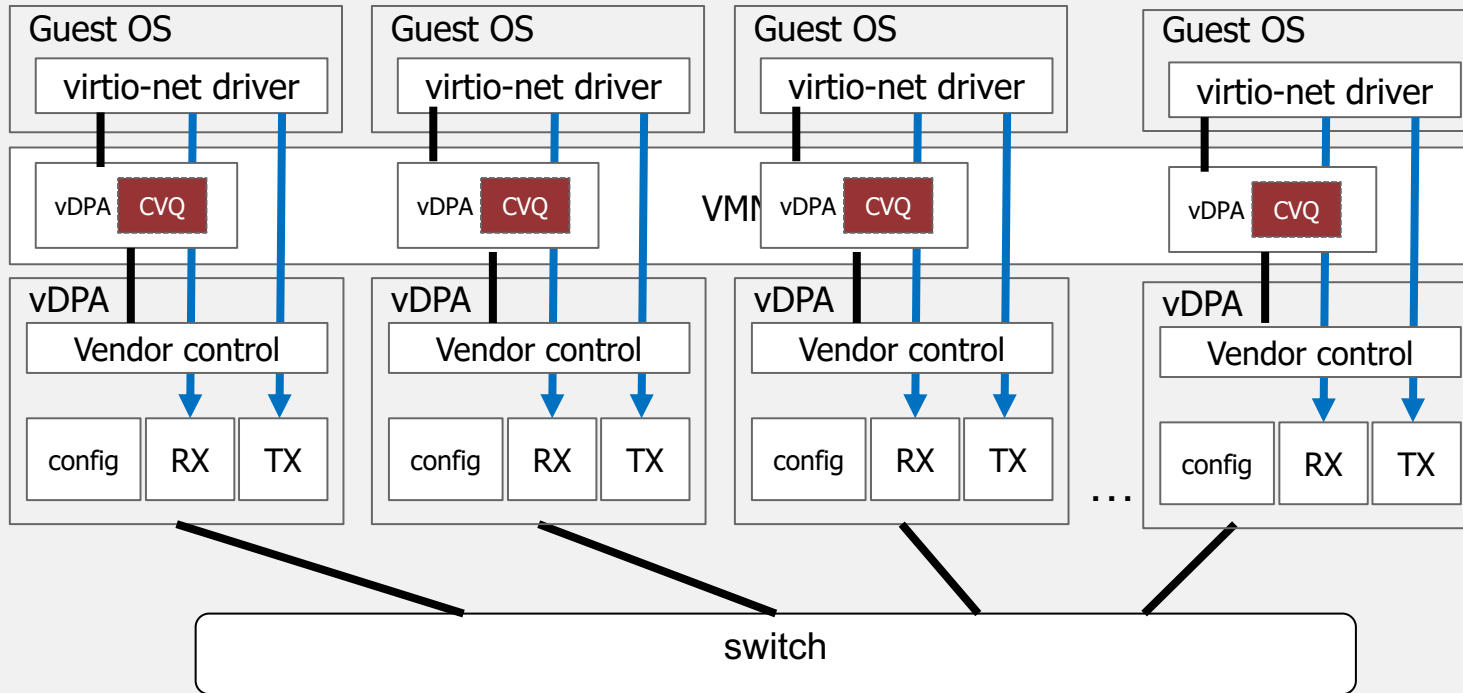 Guest OS
Guest OS
Guest OS
Guest OS
virtio-net driver
virtio-net driver
virtio-net driver
virtio-net driver
vDPA CVQ
vDPA CVQ
vDPA CVQ
vDPA CVQ
vDPA
vDPA
vDPA
vDPA
Vendor control
Vendor control
Vendor control
Vendor control
config RX TX
config RX TX
config RX TX
...
config RX TX
switch